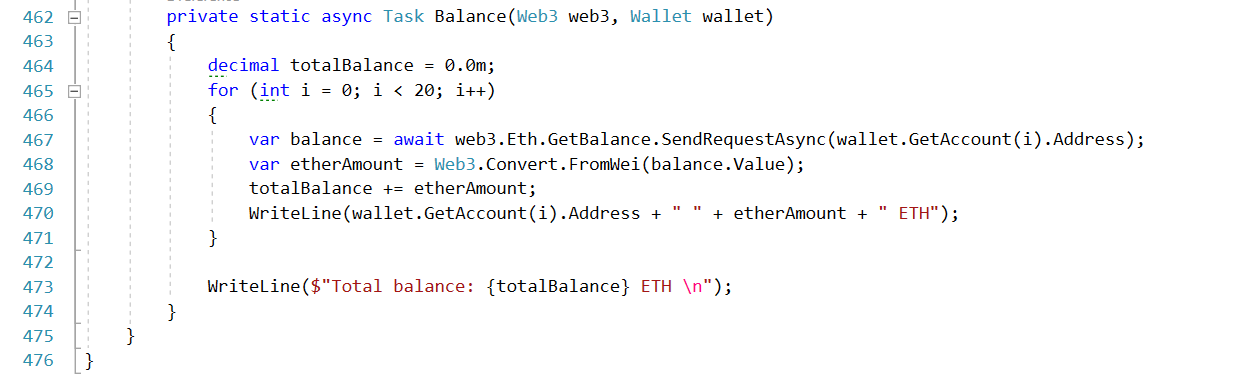 462 private static async Task Balance(Web3 web3, Wallet wallet)
463 {
464 decimal totalBalance = 0.0m;
465 for (int i = 0; i < 20; i++)
466 {
467 var balance = await web3.Eth.GetBalance.SendRequestAsync(wallet.GetAccount(i).Address);
468 var etherAmount = Web3.Convert.FromWei(balance.Value);
469 totalBalance += etherAmount;
470 WriteLine(wallet.GetAccount(i).Address + " " + etherAmount + " ETH");
471 }
472
473 WriteLine($"Total balance: {totalBalance} ETH \n");
474 }
475 }
476 }